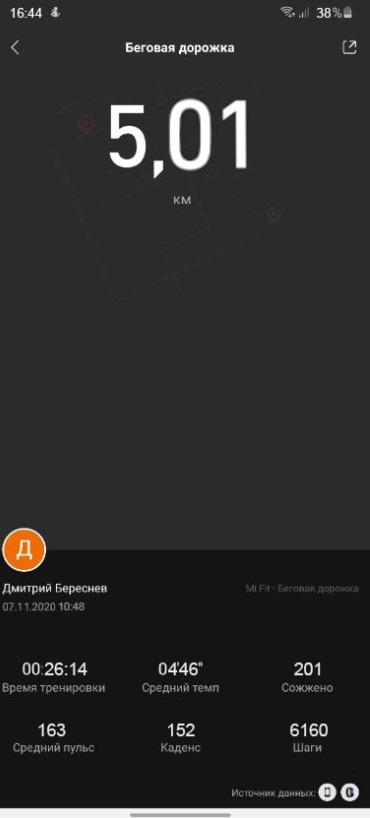 16:44 38%
Беговая дорожка
5,01
КМ
Д
Дмитрий Береснев
Mi Fit - Беговая дорожка
07.11.2020 10:48
00:26:14 04'46" 201
Время тренировки Средний темп Сожжено
163 152 6160
Средний пульс Каденс Шаги
Источник данных: